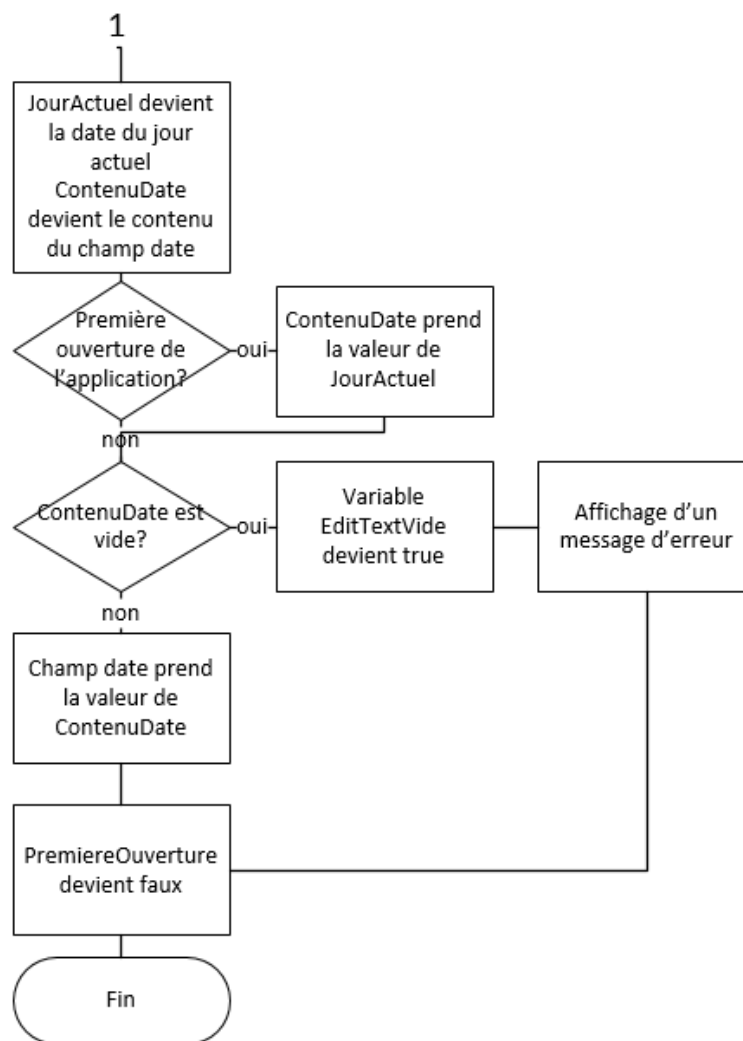 1
JourActuel devient
la date du jour
actuel
ContenuDate
devient le contenu
du champ date
Première
ouverture de
l'application?
oui
ContenuDate prend
la valeur de
JourActuel
non
ContenuDate est
vide?
oui
Variable
EditTextVide
devient true
Affichage d'un
message d'erreur
non
Champ date prend
la valeur de
ContenuDate
PremiereOuverture
devient faux
Fin